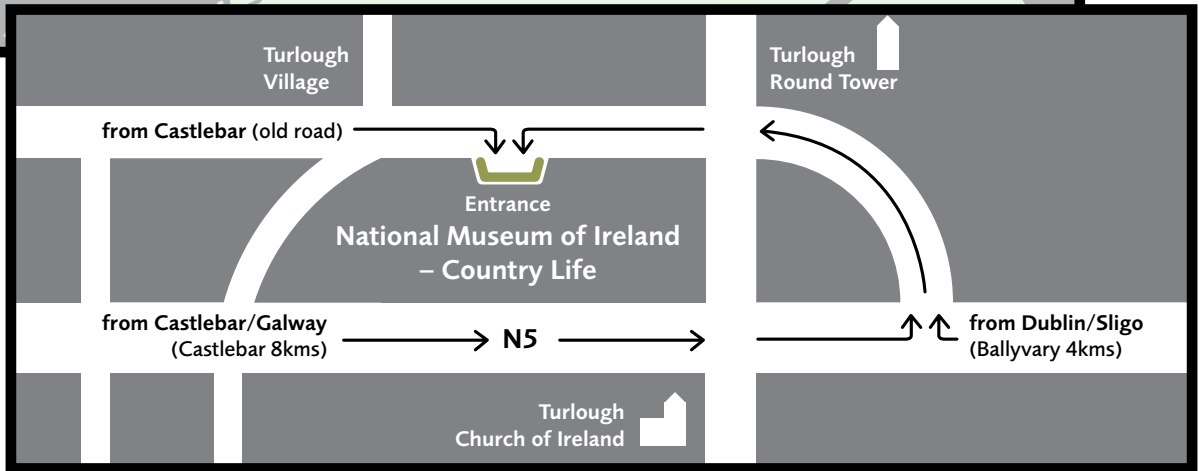 Turlough
Village
Turlough
Round Tower
from Castlebar (old road)
Entrance
National Museum of Ireland
– Country Life
from Castlebar/Galway
(Castlebar 8kms)
N5
from Dublin/Sligo
(Ballyvary 4kms)
Turlough
Church of Ireland